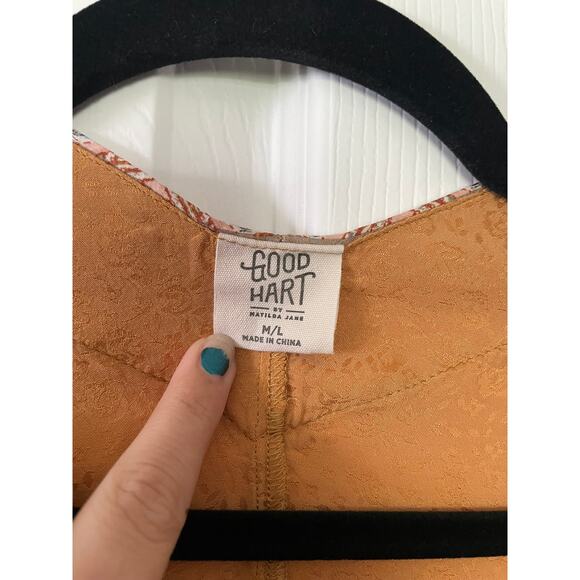 GOOD
HART
BY
MATILDA JANE
M/L
MADE IN CHINA